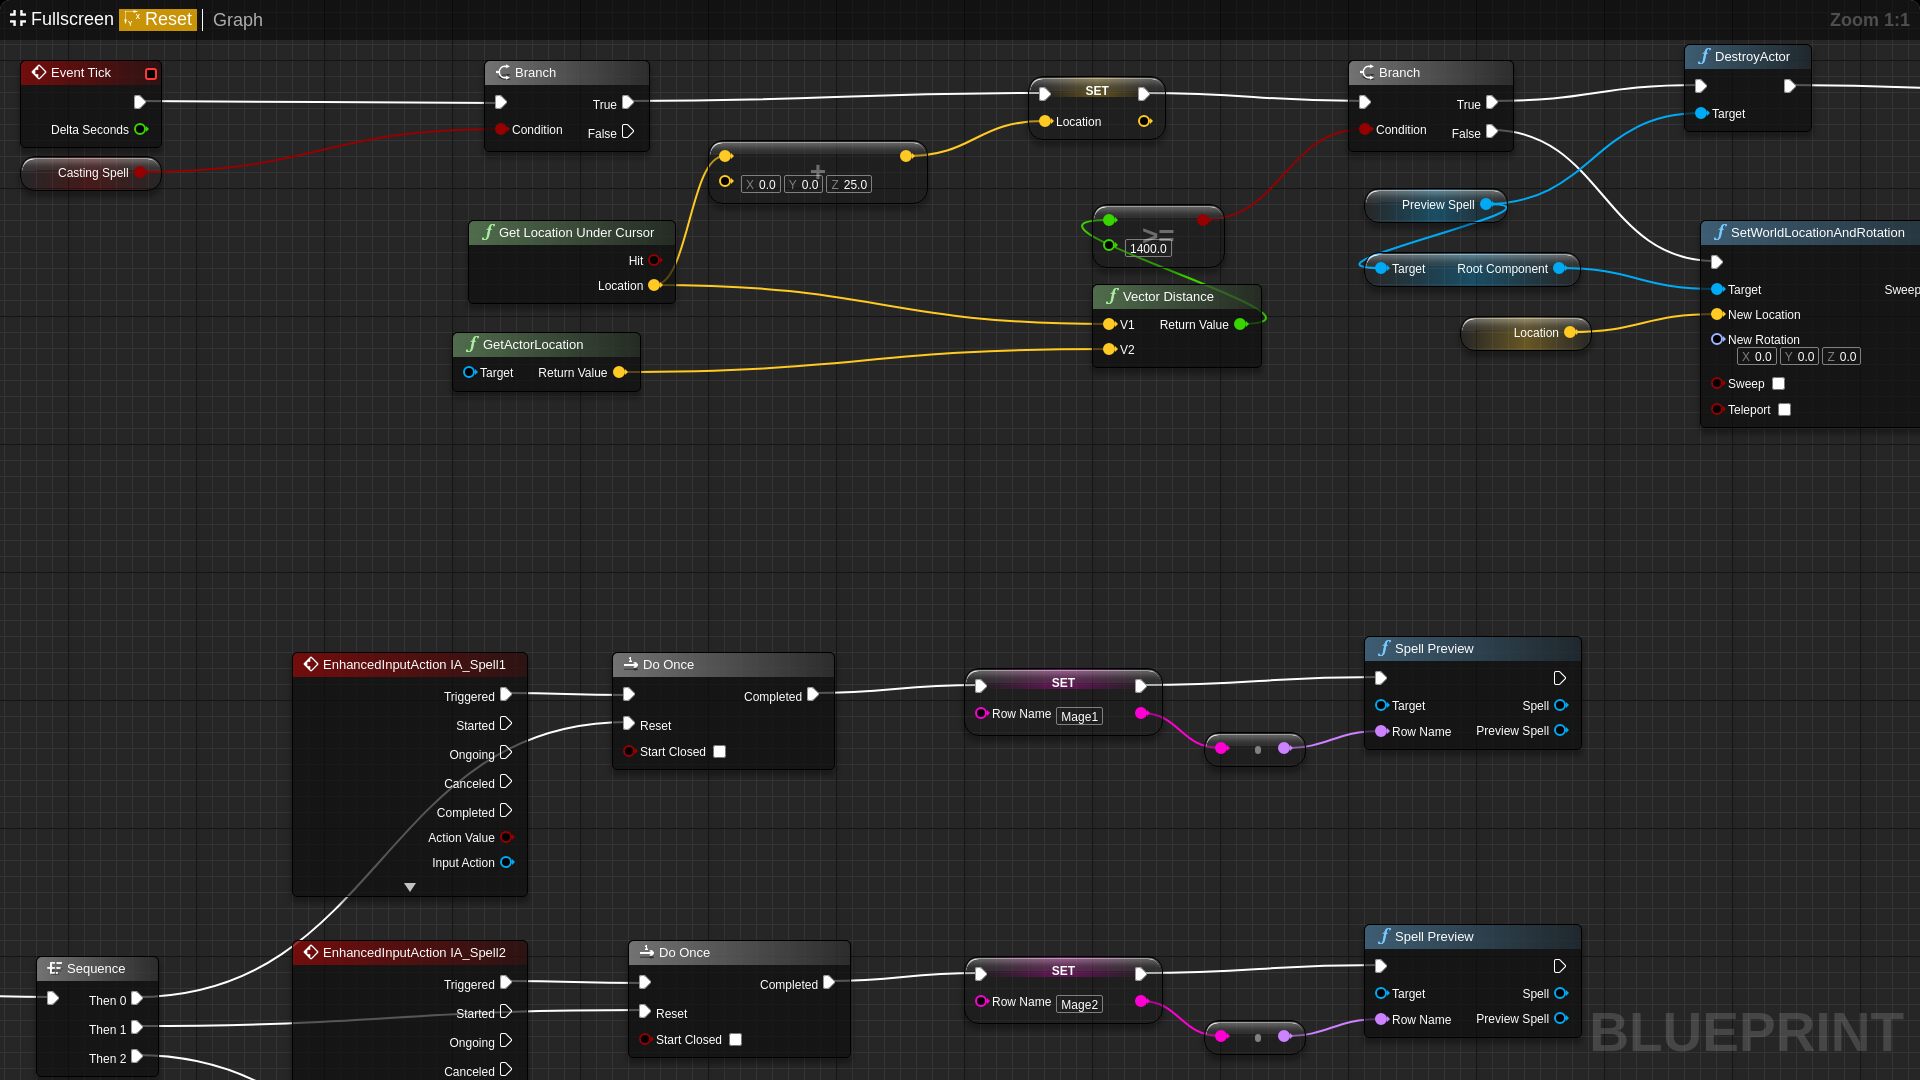 Fullscreen Reset Graph Zoom 1:1
Event Tick
Delta Seconds
Casting Spell
Branch
True
Condition
False
SET
Location
+
X 0.0 Y 0.0 Z 25.0
Get Location Under Cursor
Hit
Location
GetActorLocation
Target Return Value
>=
1400.0
Vector Distance
V1 Return Value
V2
Branch
True
Condition
False
DestroyActor
Target
Preview Spell
Target Root Component
Location
SetWorldLocationAndRotation
Target Sweep
New Location
New Rotation
X 0.0 Y 0.0 Z 0.0
Sweep
Teleport
EnhancedInputAction IA_Spell1
Triggered
Started
Ongoing
Canceled
Completed
Action Value
Input Action
1
Do Once
Completed
Reset
Start Closed
SET
Row Name Mage1
Spell Preview
Target Spell
Row Name Preview Spell
Sequence
Then 0
Then 1
Then 2
EnhancedInputAction IA_Spell2
Triggered
Started
Ongoing
Canceled
1
Do Once
Completed
Reset
Start Closed
SET
Row Name Mage2
Spell Preview
Target Spell
Row Name Preview Spell
BLUEPRINT